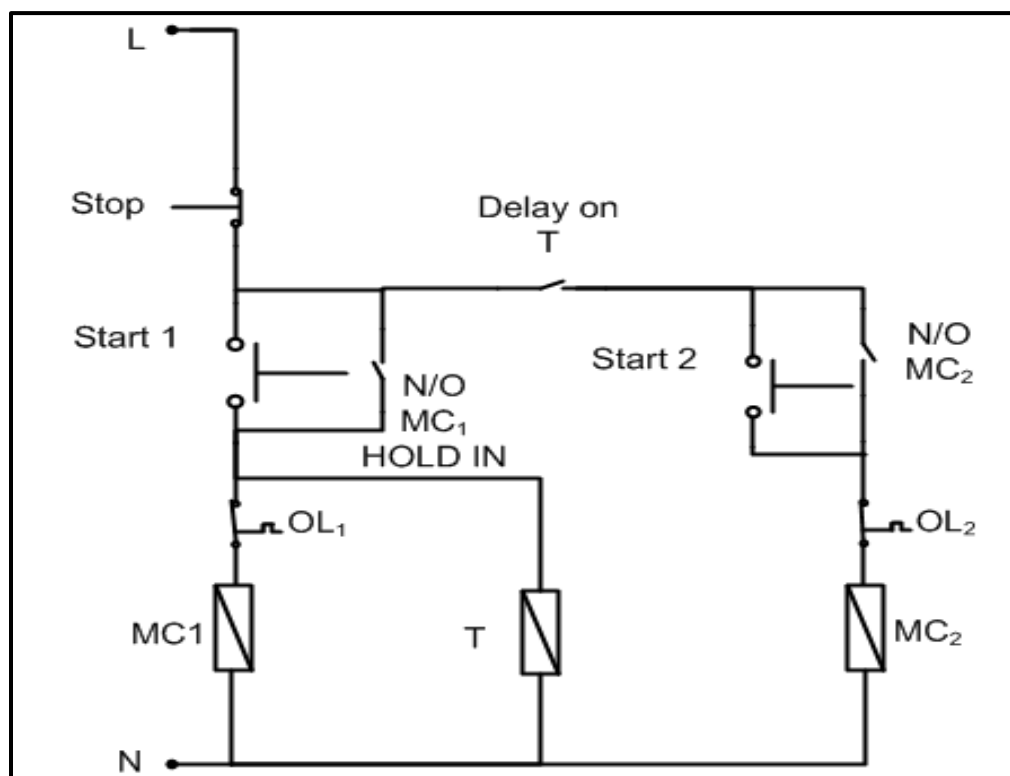 L
Stop
Delay on
T
Start 1
N/O
MC₁
HOLD IN
Start 2
N/O
MC₂
OL₁
OL₂
MC1
T
MC₂
N